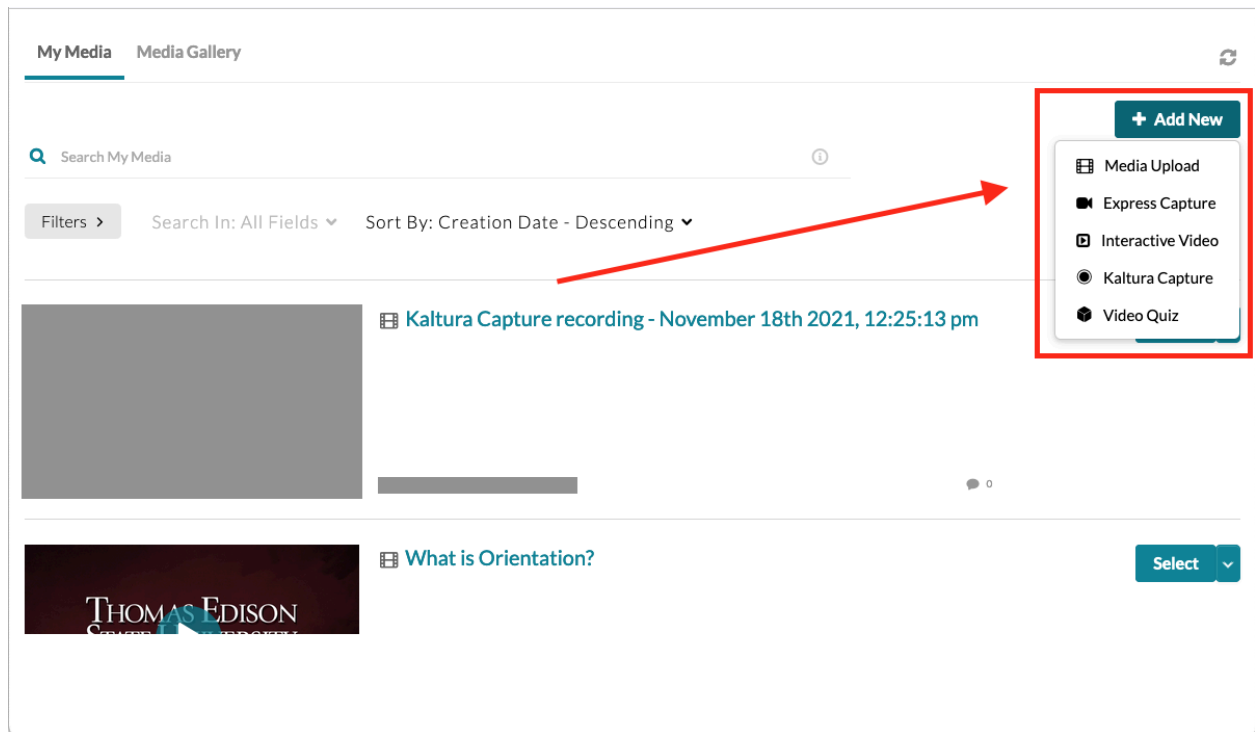 My Media Media Gallery
+ Add New
Search My Media
Media Upload
Express Capture
Filters > Search In: All Fields Sort By: Creation Date - Descending
Interactive Video
Kaltura Capture
Video Quiz
Kaltura Capture recording - November 18th 2021, 12:25:13 pm
0
What is Orientation?
Select
THOMAS EDISON
STATE UNIVERSITY